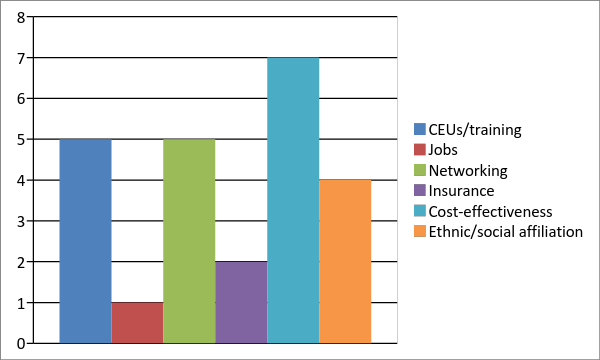 8
7
6
5
4
3
2
1
0
CEUs/training
Jobs
Networking
Insurance
Cost-effectiveness
Ethnic/social affiliation